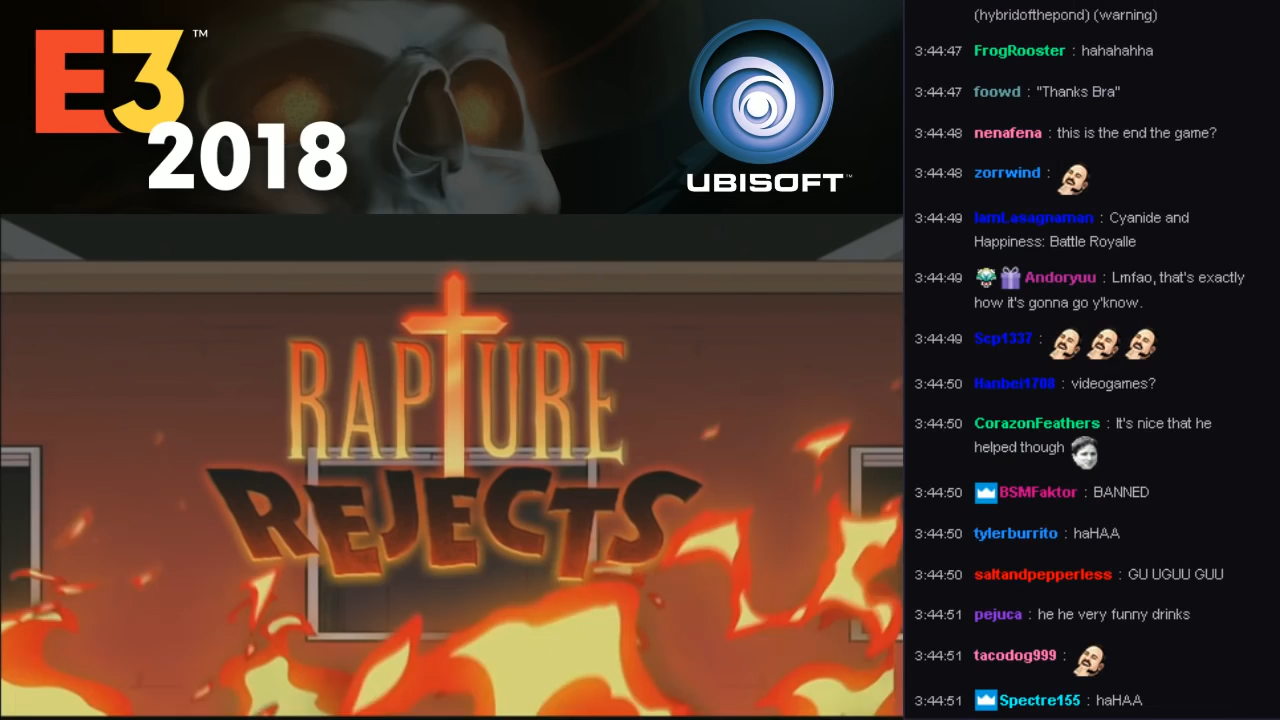 E3™
2018
UBISOFT™
RAPTURE
REJECTS
(hybridofthepond) (warning)
3:44:47 FrogRooster : hahahahha
3:44:47 foowd : "Thanks Bra"
3:44:48 nenafena : this is the end the game?
3:44:48 zorrwind :
3:44:49 IamLasagnaman : Cyanide and
Happiness: Battle Royalle
3:44:49 Andoryuu : Lmfao, that's exactly
how it's gonna go y'know.
3:44:49 Scp1337 :
3:44:50 Hanbei1708 : videogames?
3:44:50 CorazonFeathers : It's nice that he
helped though
3:44:50 BSMFaktor : BANNED
3:44:50 tylerburrito : haHAA
3:44:50 saltandpepperless : GU UGUU GUU
3:44:51 pejuca : he he very funny drinks
3:44:51 tacodog999 :
3:44:51 Spectre155 : haHAA